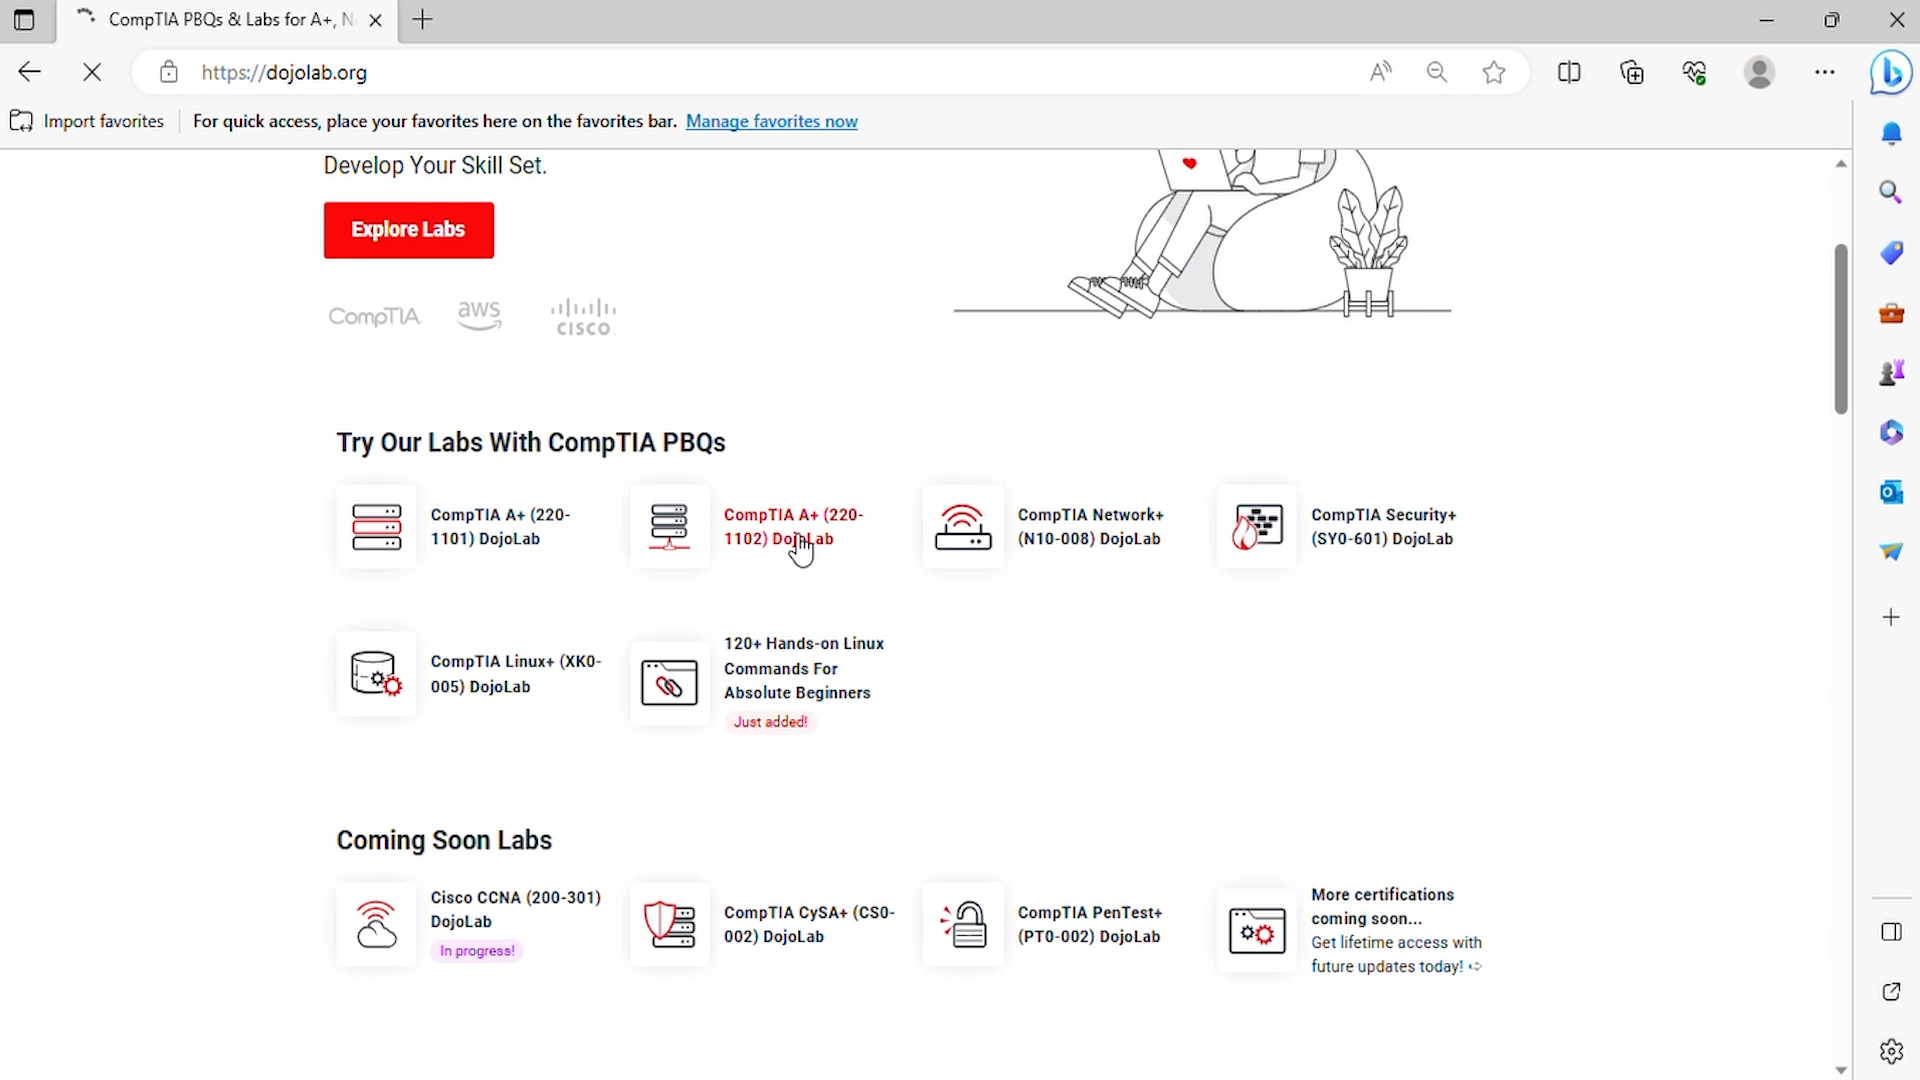 CompTIA PBQs & Labs for A+, N
https://dojolab.org
Import favorites
For quick access, place your favorites here on the favorites bar. Manage favorites now
Develop Your Skill Set.
Explore Labs
CompTIA
aws
CISCO
Try Our Labs With CompTIA PBQs
CompTIA A+ (220-
1101) DojoLab
CompTIA A+ (220-
1102) DojoLab
CompTIA Network+
(N10-008) DojoLab
CompTIA Security+
(SY0-601) DojoLab
CompTIA Linux+ (XK0-
005) DojoLab
120+ Hands-on Linux
Commands For
Absolute Beginners
Just added!
Coming Soon Labs
Cisco CCNA (200-301)
DojoLab
In progress!
CompTIA CySA+ (CS0-
002) DojoLab
CompTIA PenTest+
(PT0-002) DojoLab
More certifications
coming soon...
Get lifetime access with
future updates today! ➪